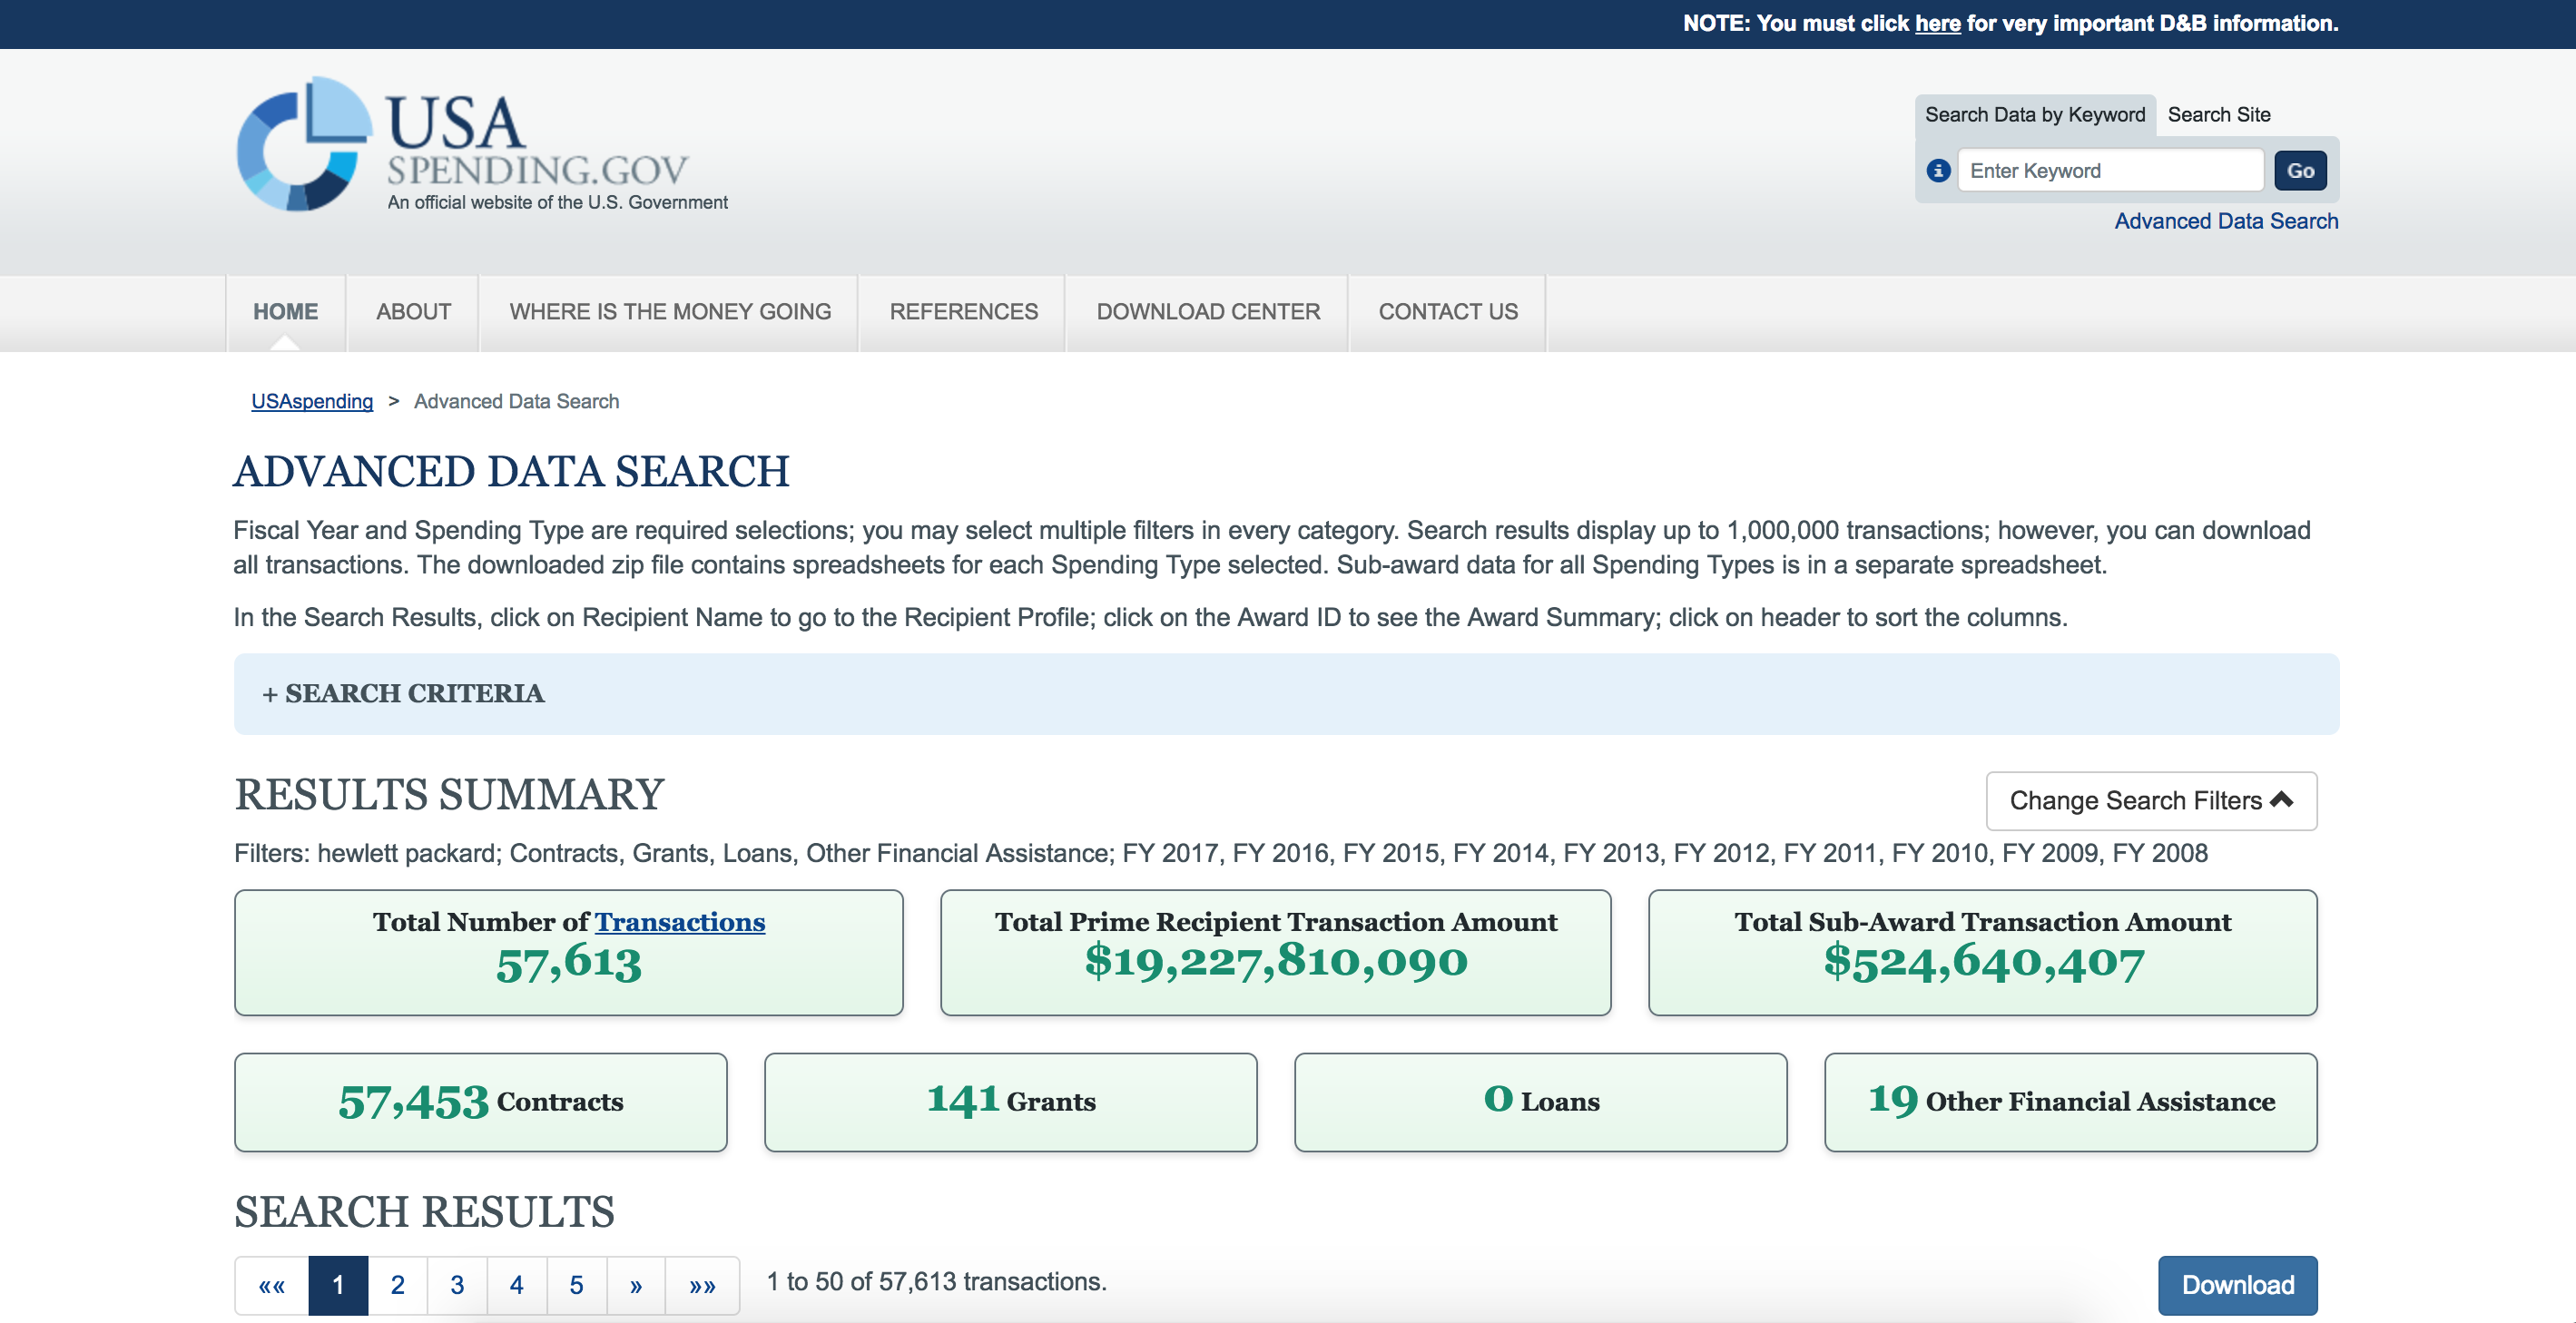 NOTE: You must click here for very important D&B information.
USA
SPENDING.GOV
An official website of the U.S. Government
Search Data by Keyword
Search Site
Enter Keyword
Go
Advanced Data Search
HOME
ABOUT
WHERE IS THE MONEY GOING
REFERENCES
DOWNLOAD CENTER
CONTACT US
USAspending > Advanced Data Search
ADVANCED DATA SEARCH
Fiscal Year and Spending Type are required selections; you may select multiple filters in every category. Search results display up to 1,000,000 transactions; however, you can download
all transactions. The downloaded zip file contains spreadsheets for each Spending Type selected. Sub-award data for all Spending Types is in a separate spreadsheet.
In the Search Results, click on Recipient Name to go to the Recipient Profile; click on the Award ID to see the Award Summary; click on header to sort the columns.
+ SEARCH CRITERIA
RESULTS SUMMARY
Change Search Filters
Filters: hewlett packard; Contracts, Grants, Loans, Other Financial Assistance; FY 2017, FY 2016, FY 2015, FY 2014, FY 2013, FY 2012, FY 2011, FY 2010, FY 2009, FY 2008
Total Number of Transactions
57,613
Total Prime Recipient Transaction Amount
$19,227,810,090
Total Sub-Award Transaction Amount
$524,640,407
57,453 Contracts
141 Grants
0 Loans
19 Other Financial Assistance
SEARCH RESULTS
«« 1 2 3 4 5 » »»
1 to 50 of 57,613 transactions.
Download